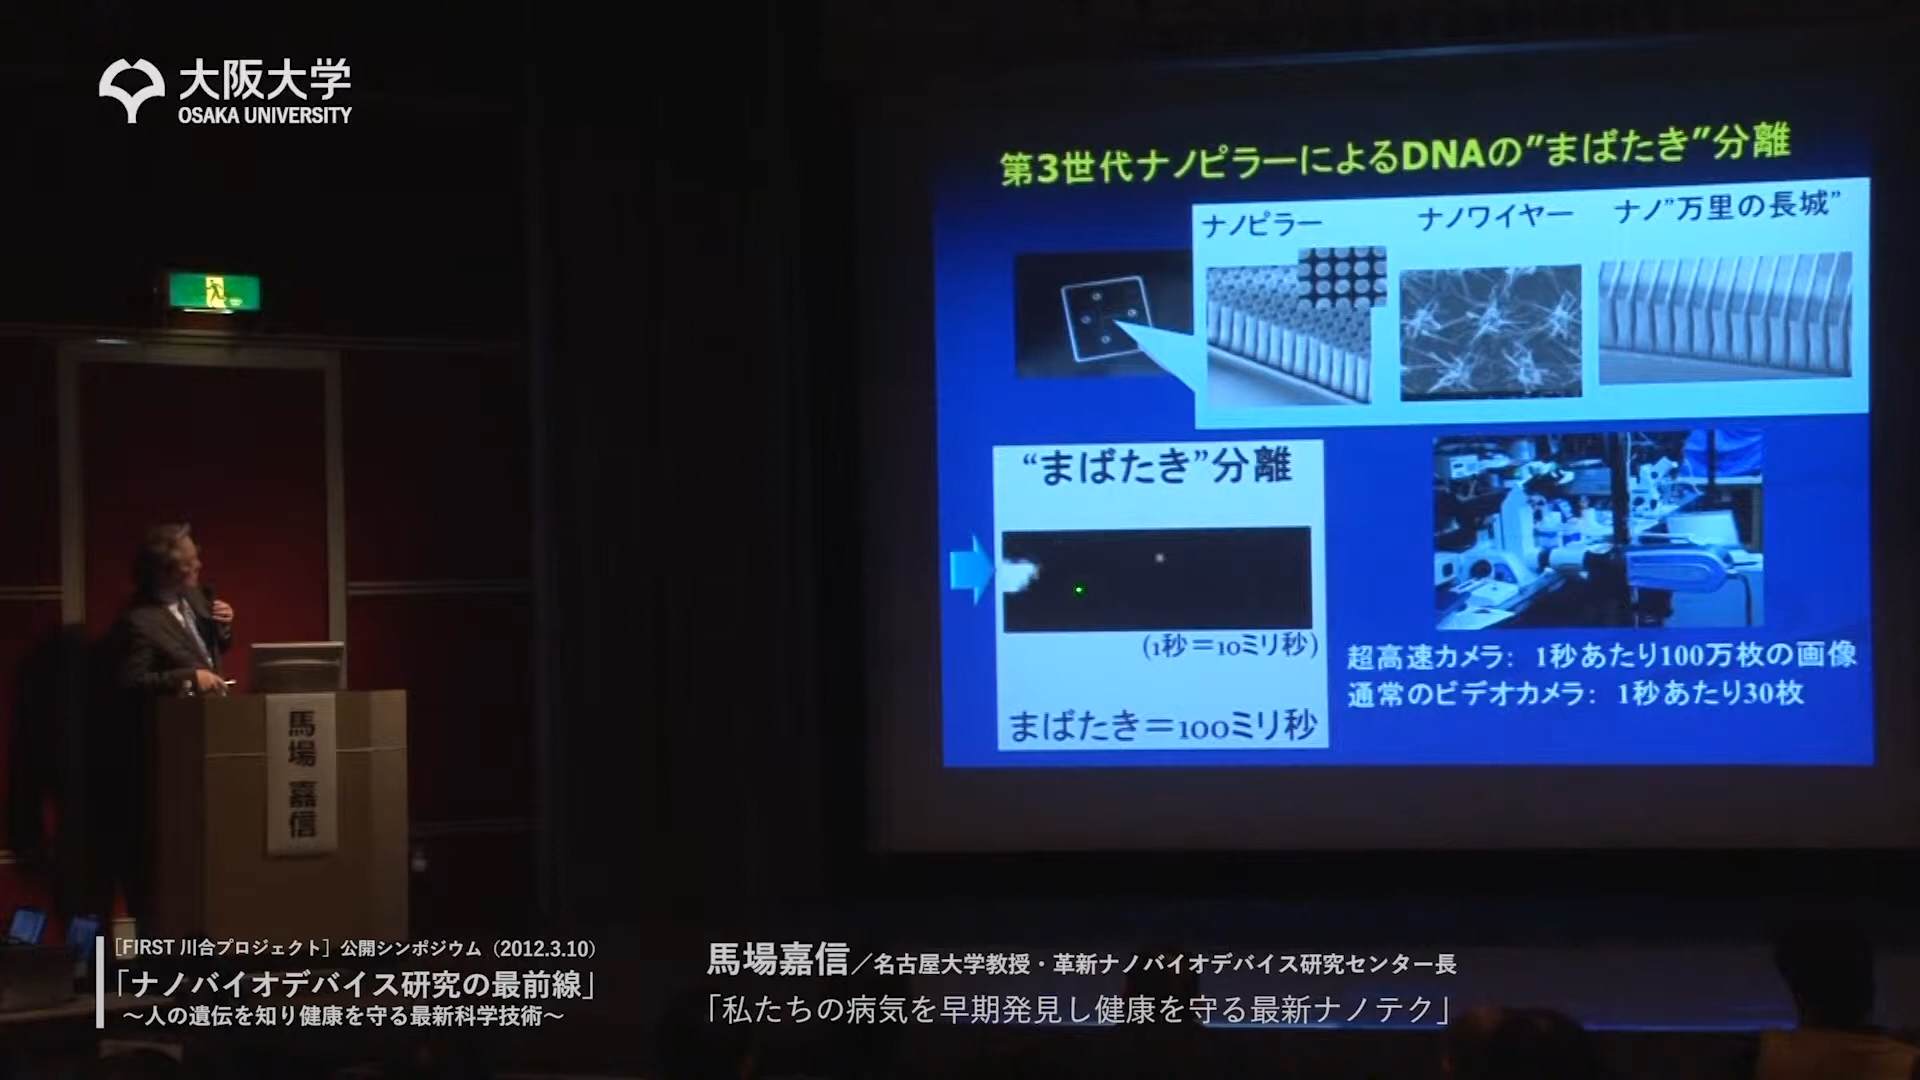 大阪大学
OSAKA UNIVERSITY
第3世代ナノピラーによるDNAの"まばたき"分離
ナノピラー
ナノワイヤー
ナノ"万里の長城"
“まばたき”分離
(1秒＝10ミリ秒)
まばたき＝100ミリ秒
超高速カメラ： 1秒あたり100万枚の画像
通常のビデオカメラ： 1秒あたり30枚
馬場 嘉信
［FIRST 川合プロジェクト］公開シンポジウム（2012.3.10）
「ナノバイオデバイス研究の最前線」
～人の遺伝を知り健康を守る最新科学技術～
馬場嘉信／名古屋大学教授・革新ナノバイオデバイス研究センター長
「私たちの病気を早期発見し健康を守る最新ナノテク」